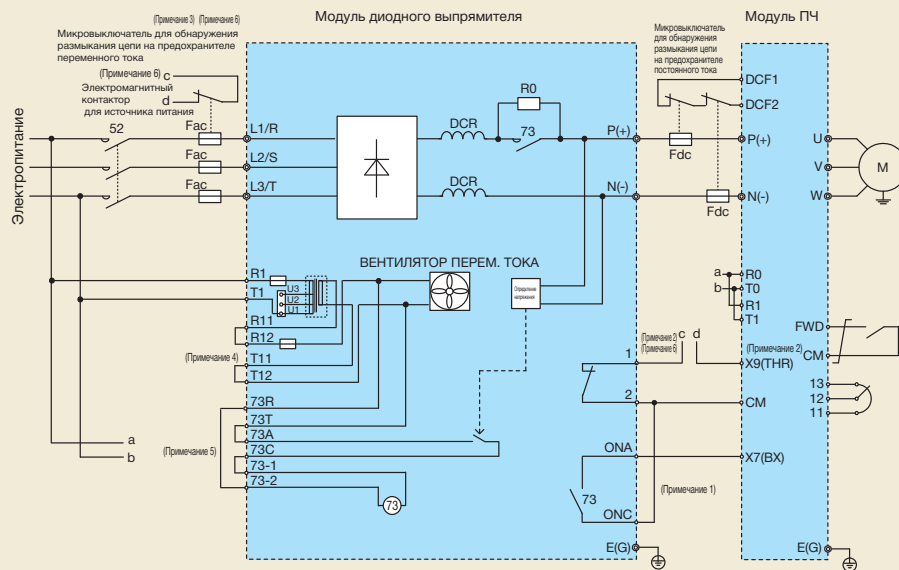 (Примечание 3) (Примечание 6)
Микровыключатель для обнаружения
размыкания цепи на предохранителе
переменного тока
(Примечание 6) c
d
Электромагнитный
контактор
для источника питания
Электропитание
52
Fac
Fac
Fac
a
b
Модуль диодного выпрямителя
L1/R
L2/S
L3/T
DCR
DCR
R0
73
P(+)
N(-)
ВЕНТИЛЯТОР ПЕРЕМ. ТОКА
Определение
напряжения
R1
T1
U3
U2
U1
R11
R12
(Примечание 4)
T11
T12
73R
73T
73A
73C
73-1
73-2
(Примечание 5)
73
1
2
ONA
73
ONC
E(G)
Микровыключатель
для обнаружения
размыкания цепи
на предохранителе
постоянного тока
Fdc
Fdc
(Примечание 2)
(Примечание 6)
c d
(Примечание 1)
Модуль ПЧ
DCF1
DCF2
P(+)
N(-)
U
V
W
M
a
b
R0
T0
R1
T1
FWD
(Примечание 2)
CM
X9(THR)
13
12
11
CM
X7(BX)
E(G)